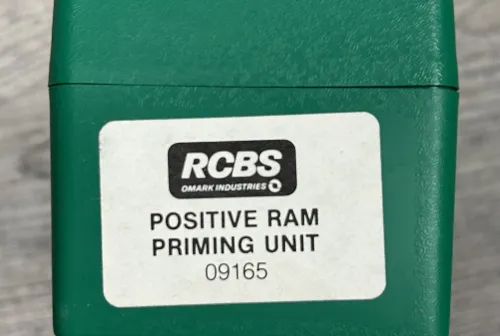 RCBS
OMARK INDUSTRIES
POSITIVE RAM
PRIMING UNIT
09165